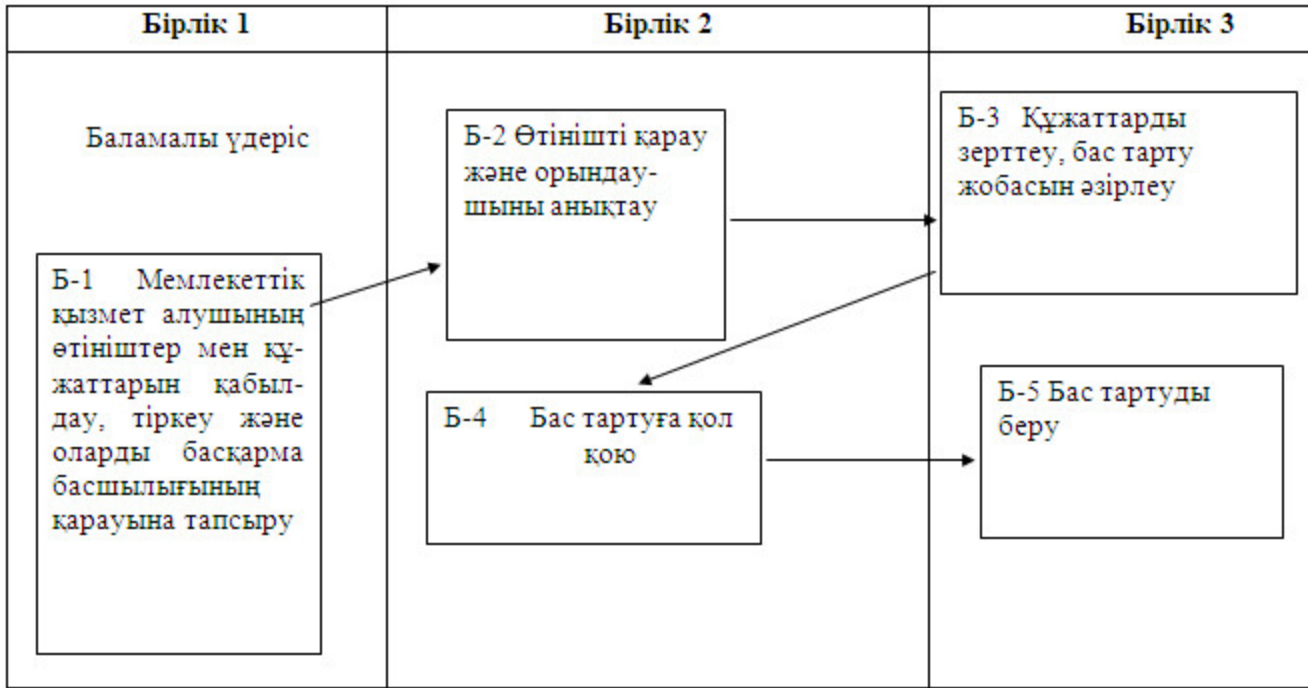 Бірлік 1
Бірлік 2
Бірлік 3
Баламалы үдеріс
Б-1 Мемлекеттік
қызмет алушының
өтініштер мен құ-
жаттарын қабыл-
дау, тіркеу және
оларды басқарма
басшылығының
қарауына тапсыру
Б-2 Өтінішті қарау
және орындау-
шыны анықтау
Б-3 Құжаттарды
зерттеу, бас тарту
жобасын әзірлеу
Б-4 Бас тартуға қол
қою
Б-5 Бас тартуды
беру